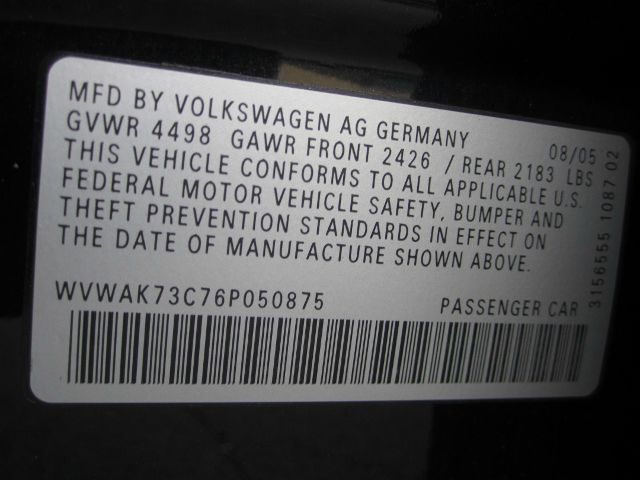 MFD BY VOLKSWAGEN AG GERMANY 08/05
GVWR 4498 GAWR FRONT 2426 / REAR 2183 LBS
THIS VEHICLE CONFORMS TO ALL APPLICABLE U.S.
FEDERAL MOTOR VEHICLE SAFETY, BUMPER AND
THEFT PREVENTION STANDARDS IN EFFECT ON
THE DATE OF MANUFACTURE SHOWN ABOVE.
WVWAK73C76P050875 PASSENGER CAR
3156555 1087 02